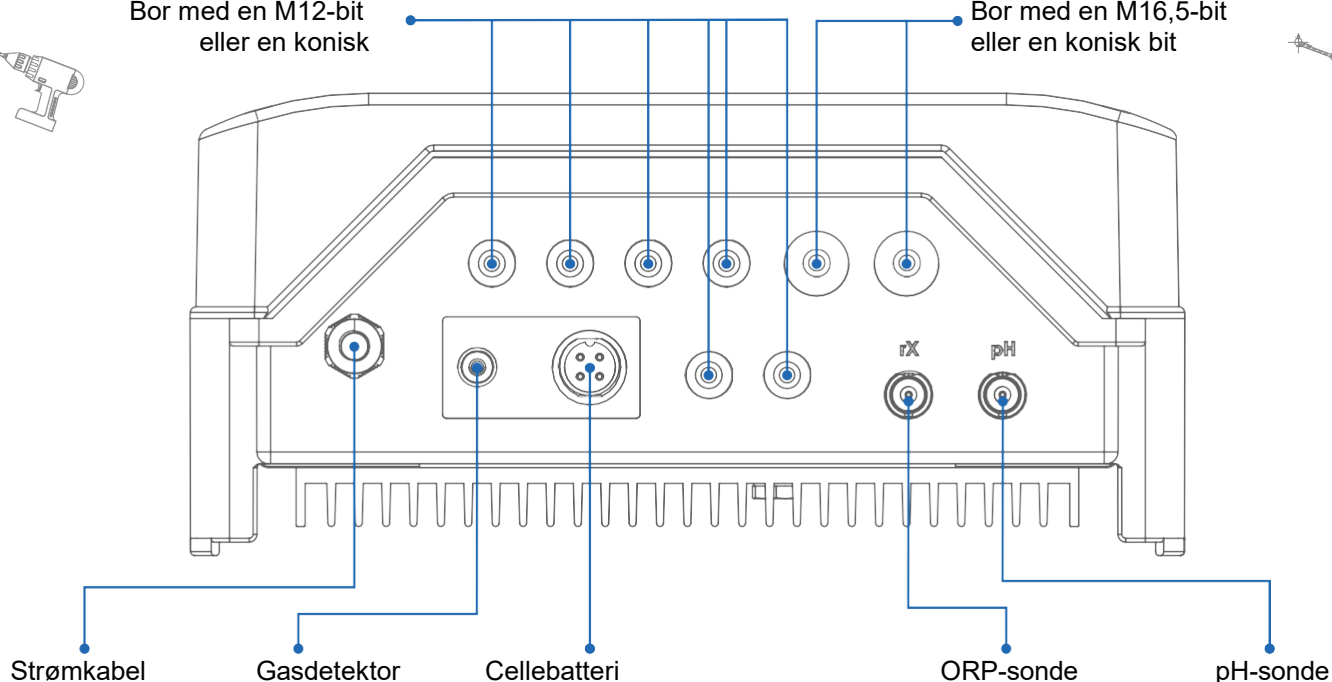 Bor med en M12-bit
eller en konisk
Bor med en M16,5-bit
eller en konisk bit
rX
pH
Strømkabel
Gasdetektor
Cellebatteri
ORP-sonde
pH-sonde